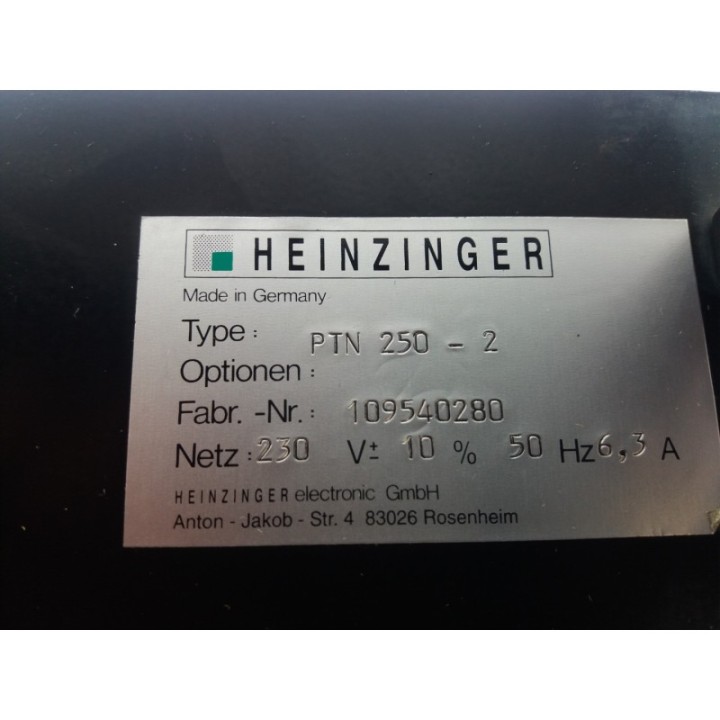 HEINZINGER
Made in Germany
Type : PTN 250 - 2
Optionen :
Fabr. -Nr.: 109540280
Netz : 230 V± 10 % 50 Hz 6,3 A
HEINZINGER electronic GmbH
Anton - Jakob - Str. 4 83026 Rosenheim